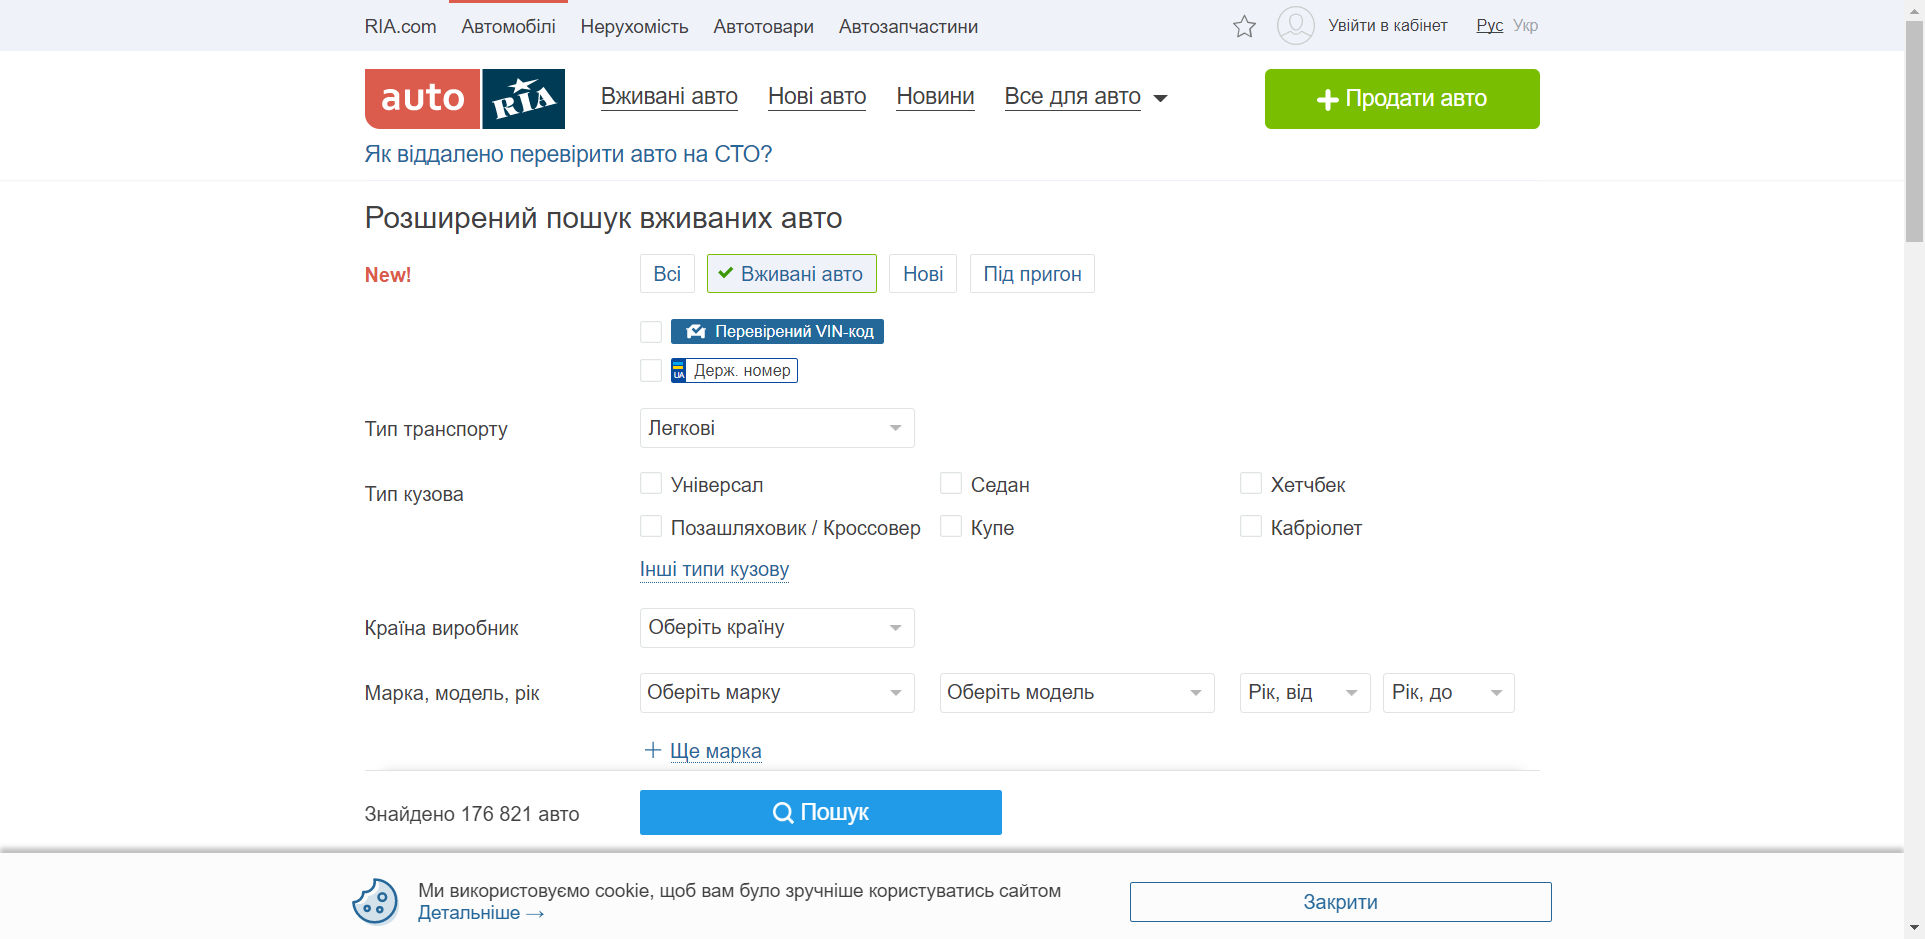 RIA.com Автомобілі Нерухомість Автотовари Автозапчастини Увійти в кабінет Рус Укр
auto RIA Вживані авто Нові авто Новини Все для авто Продати авто
Як віддалено перевірити авто на СТО?
Розширений пошук вживаних авто
New! Всі Вживані авто Нові Під пригон
Перевірений VIN-код
UA Держ. номер
Тип транспорту Легкові
Тип кузова Універсал Седан Хетчбек
Позашляховик / Кроссовер Купе Кабріолет
Інші типи кузову
Країна виробник Оберіть країну
Марка, модель, рік Оберіть марку Оберіть модель Рік, від Рік, до
Ще марка
Знайдено 176 821 авто Пошук
Ми використовуємо cookie, щоб вам було зручніше користуватись сайтом
Детальніше → Закрити